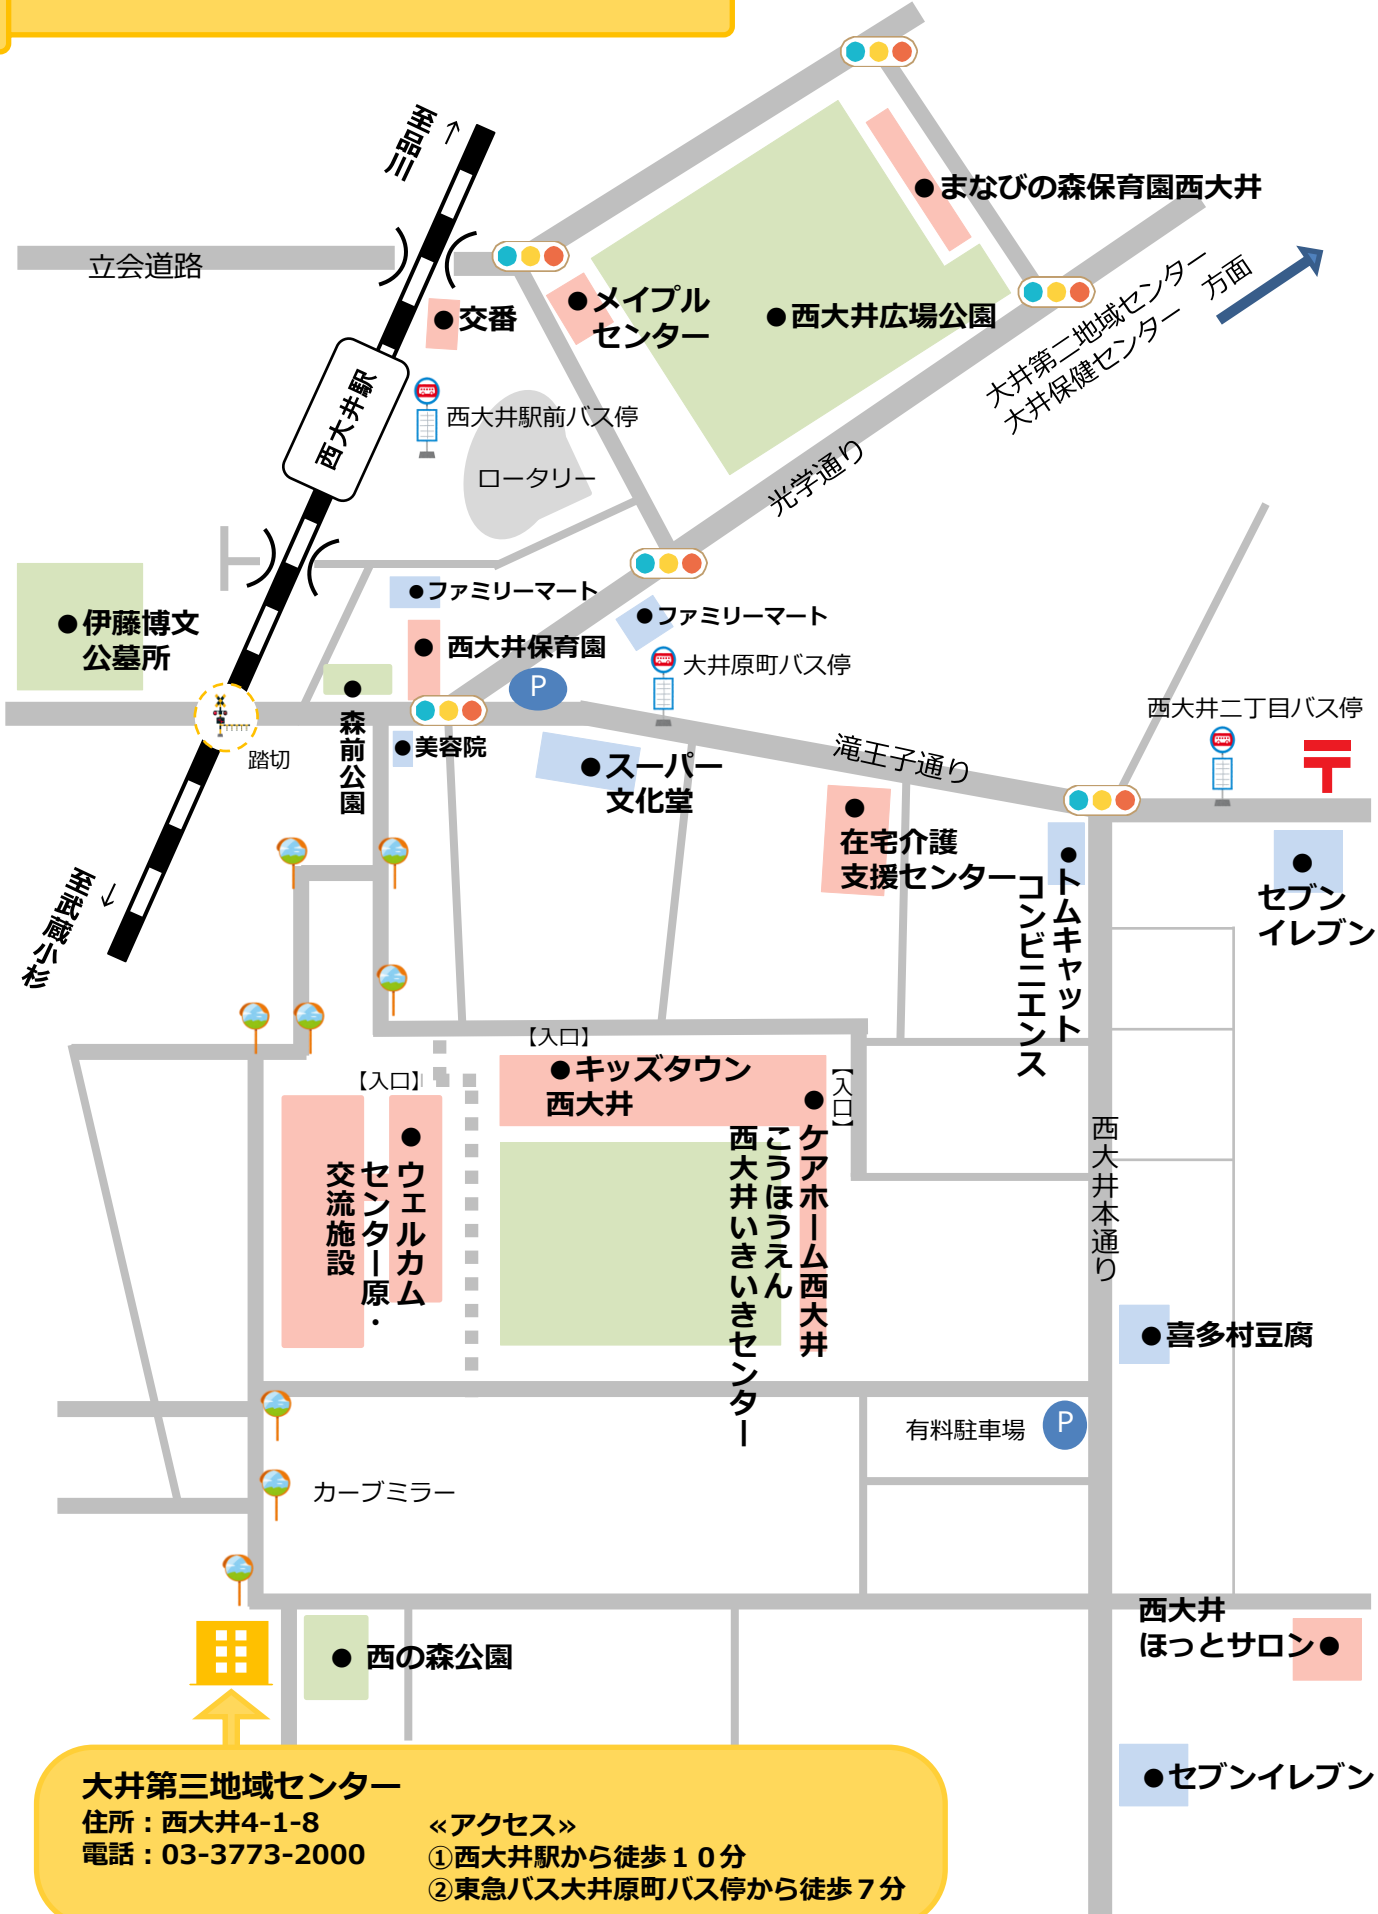 至品川
↑
立会道路
まなびの森保育園西大井
●交番
●メイプル
センター
●西大井広場公園
大井第二地域センター
大井保健センター
方面
西大井駅
西大井駅前バス停
ロータリー
光学通り
●ファミリーマート
●ファミリーマート
●伊藤博文
公墓所
●西大井保育園
大井原町バス停
P
西大井二丁目バス停
●森前公園
踏切
●美容院
●スーパー
文化堂
滝王子通り
〒
●在宅介護
支援センター
●トムキャット
コンビニエンス
●セブン
イレブン
至武蔵小杉
↓
【入口】
●キッズタウン
西大井
【入口】
【入口】
●ウェルカム
センター原・
交流施設
●ケアホーム西大井
こうほうえん
西大井いきいきセンター
西大井本通り
●喜多村豆腐
有料駐車場
P
カーブミラー
●西の森公園
西大井
ほっとサロン●
●セブンイレブン
大井第三地域センター
住所：西大井4-1-8
電話：03-3773-2000
≪アクセス≫
①西大井駅から徒歩１０分
②東急バス大井原町バス停から徒歩７分